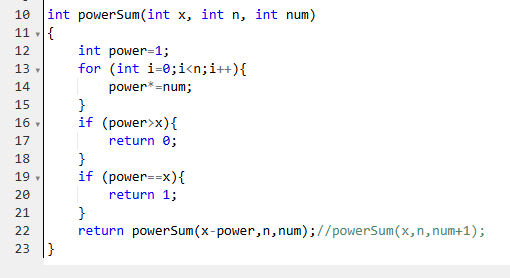 10 int powerSum(int x, int n, int num)
11 {
12     int power=1;
13     for (int i=0;i<n;i++){
14         power*=num;
15     }
16     if (power>x){
17         return 0;
18     }
19     if (power==x){
20         return 1;
21     }
22     return powerSum(x-power,n,num);//powerSum(x,n,num+1);
23 }